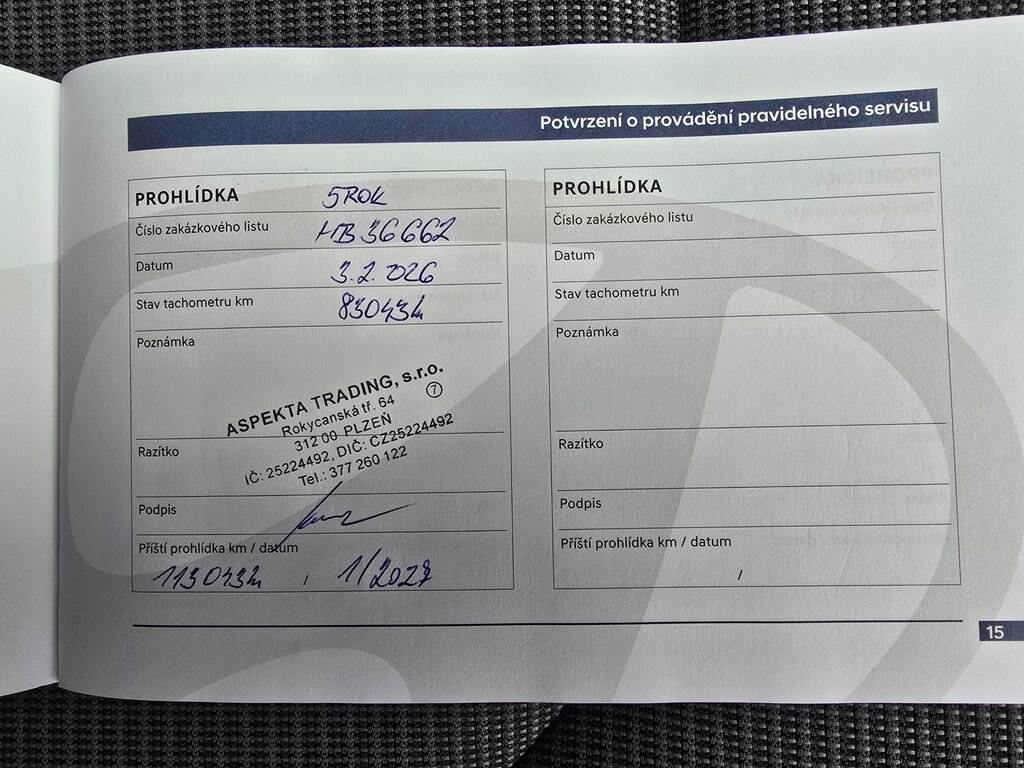 Potvrzení o provádění pravidelného servisu
PROHLÍDKA 5ROK
Číslo zakázkového listu HB36662
Datum 3.2.2026
Stav tachometru km 83043km
Poznámka
ASPEKTA TRADING, s.r.o.
Rokycanská tř. 64 7
312 00 PLZEŇ
IČ: 25224492, DIČ: CZ25224492
Tel.: 377 260 122
Razítko
Podpis
Příští prohlídka km / datum
113043km / 1/2027
PROHLÍDKA
Číslo zakázkového listu
Datum
Stav tachometru km
Poznámka
Razítko
Podpis
Příští prohlídka km / datum
/
15